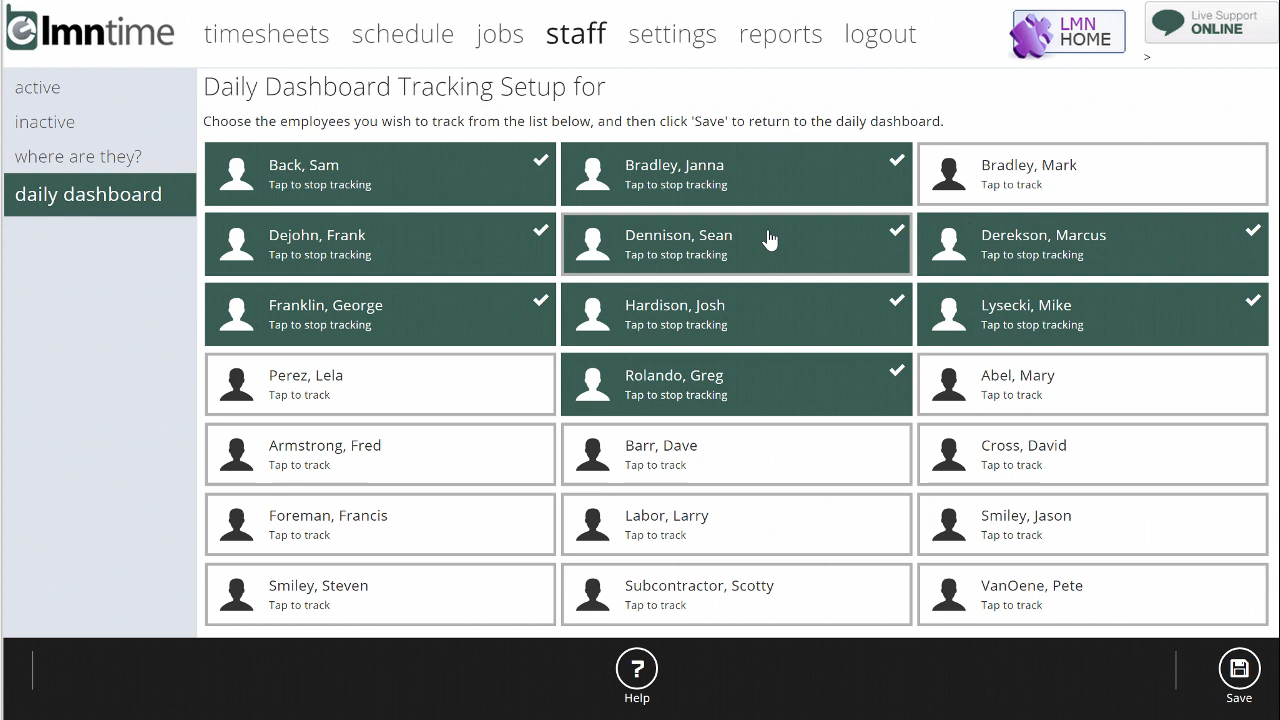 lmntime
timesheets schedule jobs staff settings reports logout
LMN
HOME
Live Support
ONLINE
>
active
inactive
where are they?
daily dashboard
Daily Dashboard Tracking Setup for
Choose the employees you wish to track from the list below, and then click 'Save' to return to the daily dashboard.
Back, Sam
Tap to stop tracking
Bradley, Janna
Tap to stop tracking
Bradley, Mark
Tap to track
Dejohn, Frank
Tap to stop tracking
Dennison, Sean
Tap to stop tracking
Derekson, Marcus
Tap to stop tracking
Franklin, George
Tap to stop tracking
Hardison, Josh
Tap to stop tracking
Lysecki, Mike
Tap to stop tracking
Perez, Lela
Tap to track
Rolando, Greg
Tap to stop tracking
Abel, Mary
Tap to track
Armstrong, Fred
Tap to track
Barr, Dave
Tap to track
Cross, David
Tap to track
Foreman, Francis
Tap to track
Labor, Larry
Tap to track
Smiley, Jason
Tap to track
Smiley, Steven
Tap to track
Subcontractor, Scotty
Tap to track
VanOene, Pete
Tap to track
?
Help
Save